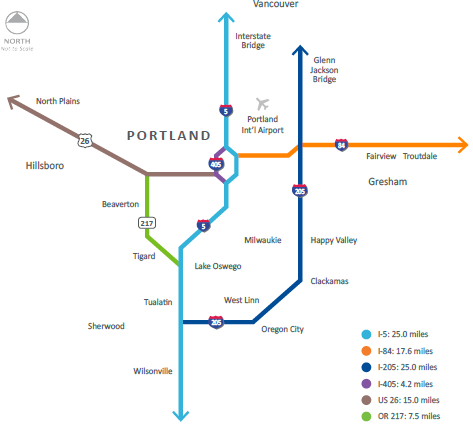 Vancouver
NORTH
Not to Scale
Interstate
Bridge
Glenn
Jackson
Bridge
North Plains
5
Portland
Int'l Airport
PORTLAND
26
84
Fairview Troutdale
405
Hillsboro
Gresham
205
Beaverton
217
5
Milwaukie
Happy Valley
Tigard
Lake Oswego
Clackamas
Tualatin
West Linn
Sherwood
205
Oregon City
I-5: 25.0 miles
I-84: 17.6 miles
Wilsonville
I-205: 25.0 miles
I-405: 4.2 miles
US 26: 15.0 miles
OR 217: 7.5 miles